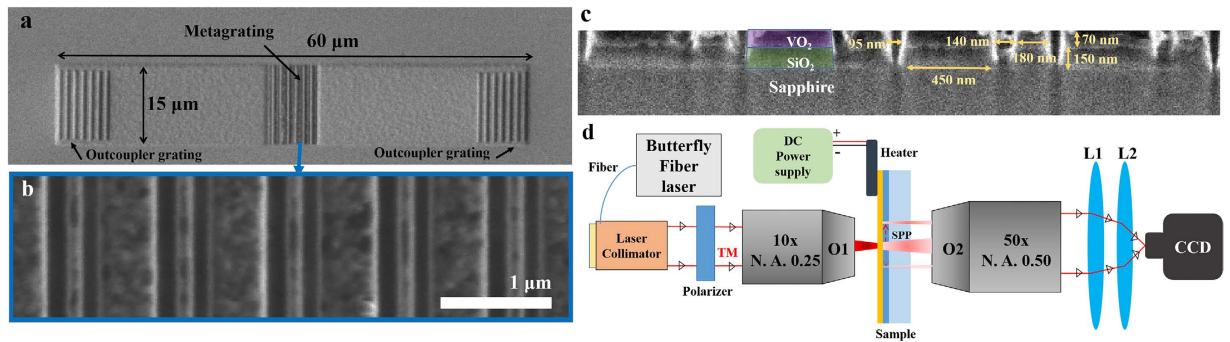 a
Metagrating
60 µm
15 µm
Outcoupler grating
Outcoupler grating
b
1 µm
c
VO2
SiO2
Sapphire
95 nm
140 nm
70 nm
180 nm
150 nm
450 nm
d
Butterfly
Fiber
laser
Fiber
DC
Power
supply
+
-
Heater
L1
L2
Laser
Collimator
TM
Polarizer
10x
N. A. 0.25
O1
SPP
O2
50x
N. A. 0.50
CCD
Sample